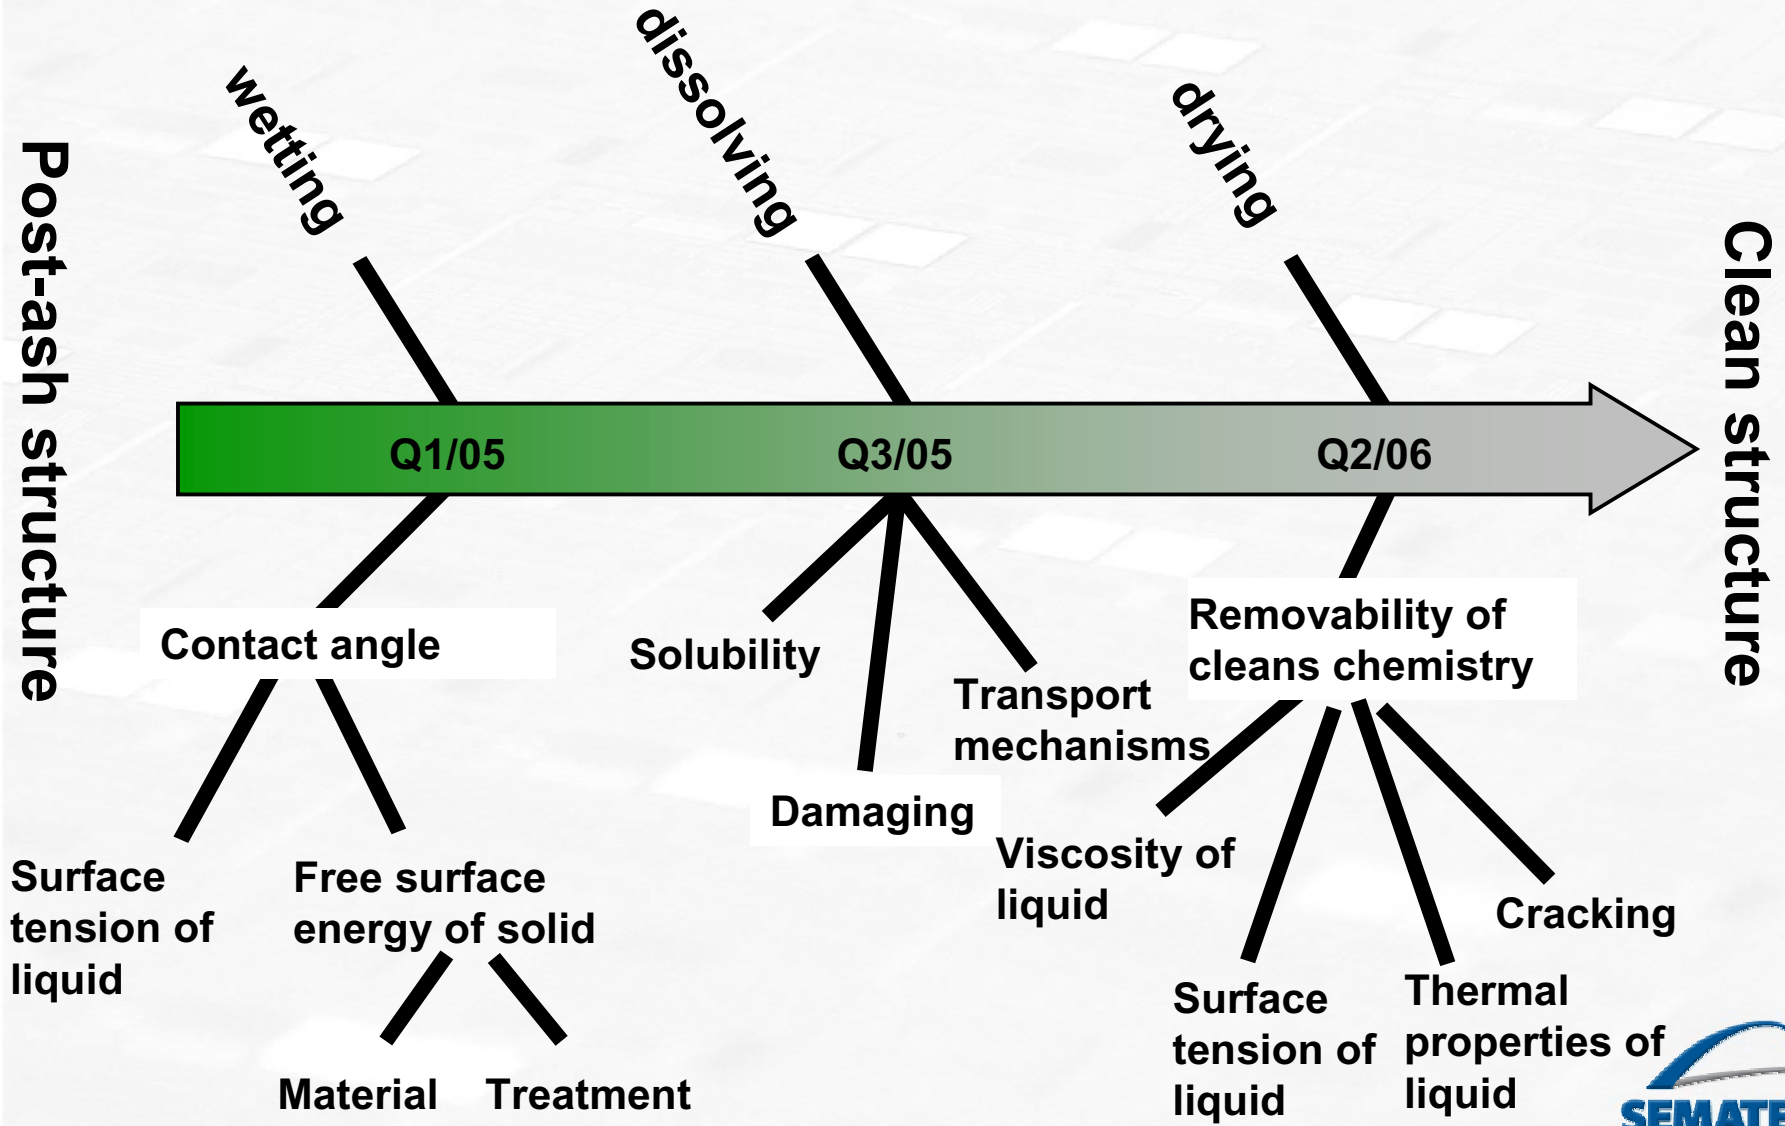 wetting
dissolving
drying
Post-ash structure
Clean structure
Q1/05
Q3/05
Q2/06
Contact angle
Solubility
Transport
mechanisms
Removability of
cleans chemistry
Damaging
Surface
tension of
liquid
Free surface
energy of solid
Viscosity of
liquid
Cracking
Material
Treatment
Surface
tension of
liquid
Thermal
properties of
liquid